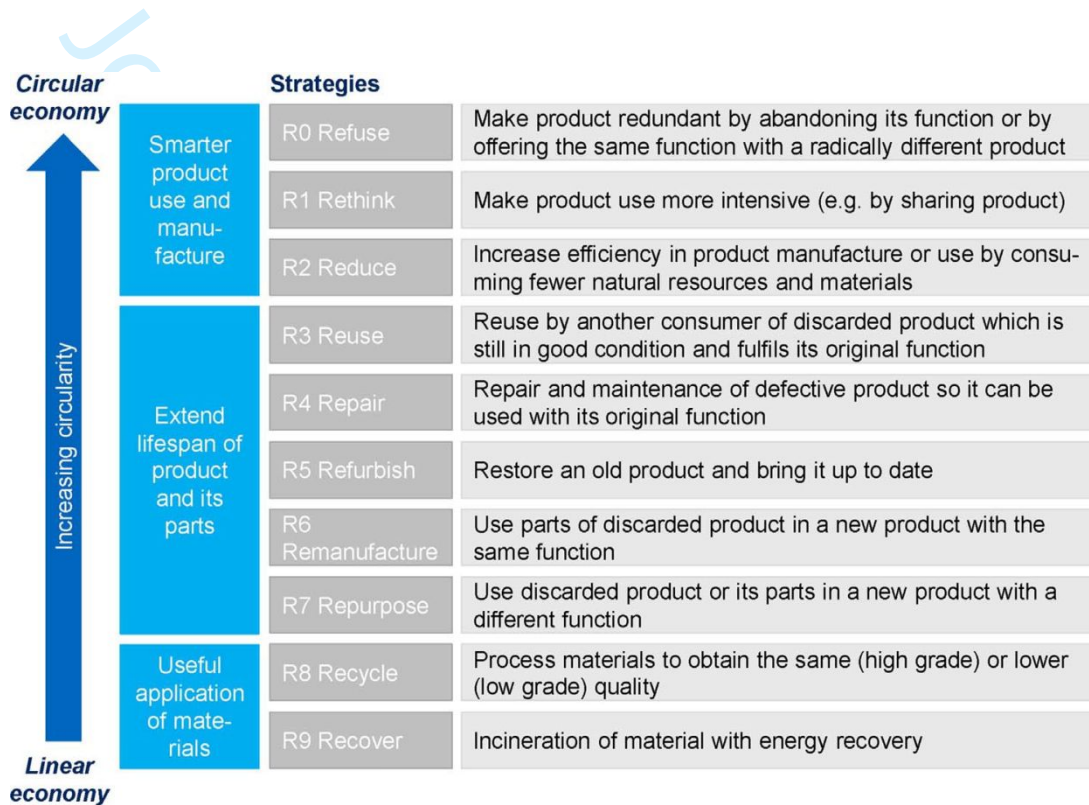 Circular
economy
Strategies
Increasing circularity
Linear
economy
Smarter
product
use and
manu-
facture
R0 Refuse
Make product redundant by abandoning its function or by
offering the same function with a radically different product
R1 Rethink
Make product use more intensive (e.g. by sharing product)
R2 Reduce
Increase efficiency in product manufacture or use by consu-
ming fewer natural resources and materials
Extend
lifespan of
product
and its
parts
R3 Reuse
Reuse by another consumer of discarded product which is
still in good condition and fulfils its original function
R4 Repair
Repair and maintenance of defective product so it can be
used with its original function
R5 Refurbish
Restore an old product and bring it up to date
R6
Remanufacture
Use parts of discarded product in a new product with the
same function
R7 Repurpose
Use discarded product or its parts in a new product with a
different function
Useful
application
of mate-
rials
R8 Recycle
Process materials to obtain the same (high grade) or lower
(low grade) quality
R9 Recover
Incineration of material with energy recovery